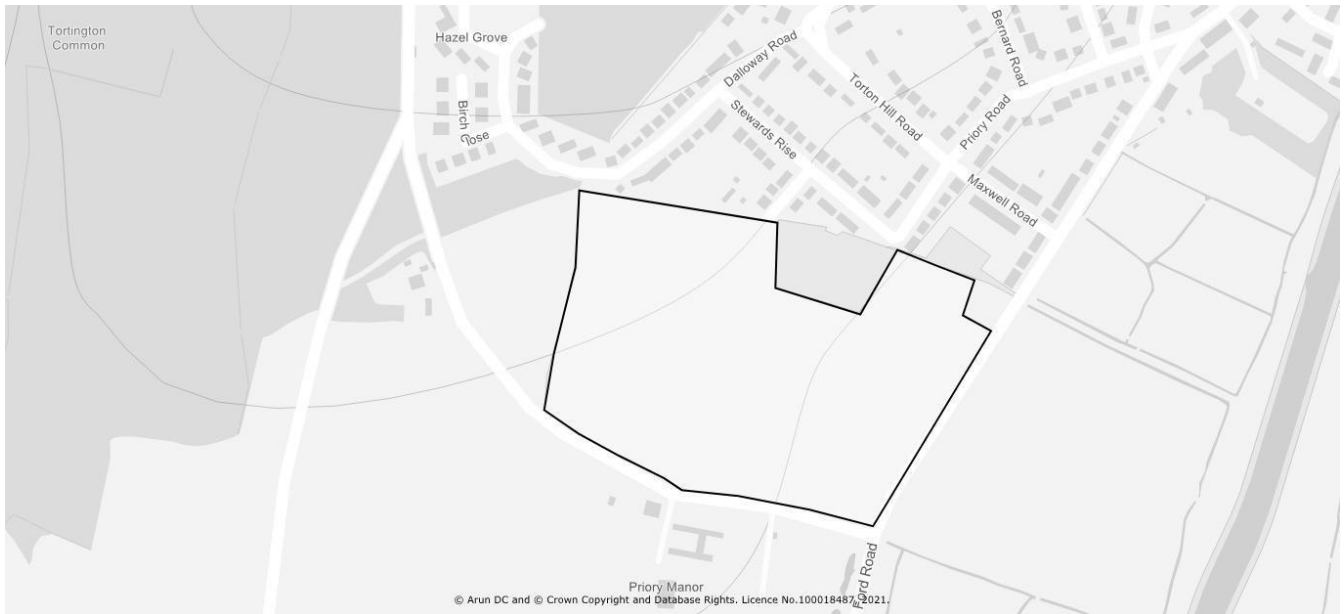 Tortington
Common
Hazel Grove
Birch Close
Dalloway Road
Stewards Rise
Torton Hill Road
Bernard Road
Priory Road
Maxwell Road
Priory Manor
Ford Road
© Arun DC and © Crown Copyright and Database Rights. Licence No.100018487, 2021.